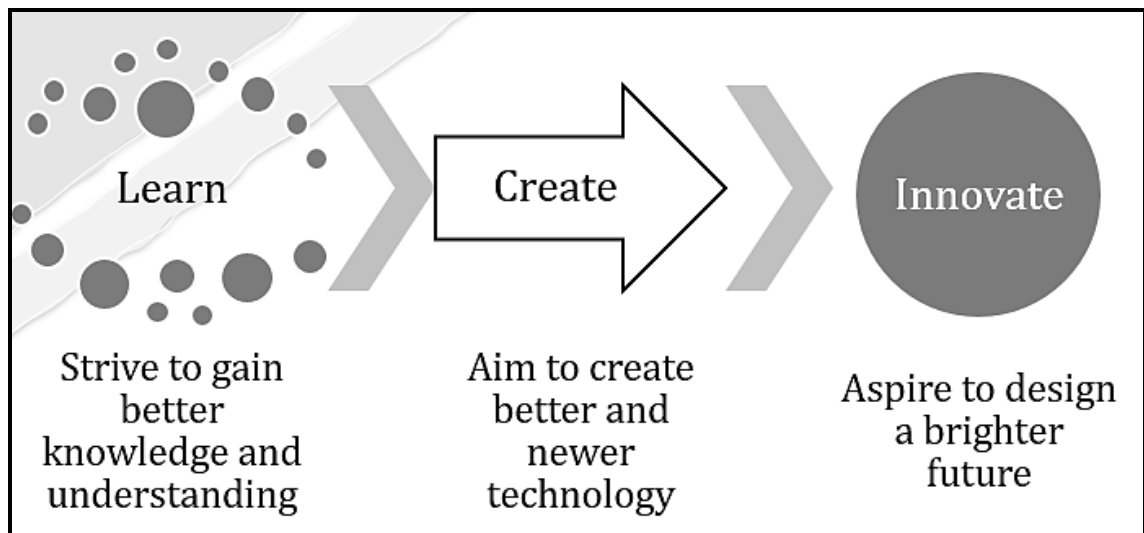 Learn
Create
Innovate
Strive to gain
better
knowledge and
understanding
Aim to create
better and
newer
technology
Aspire to design
a brighter
future